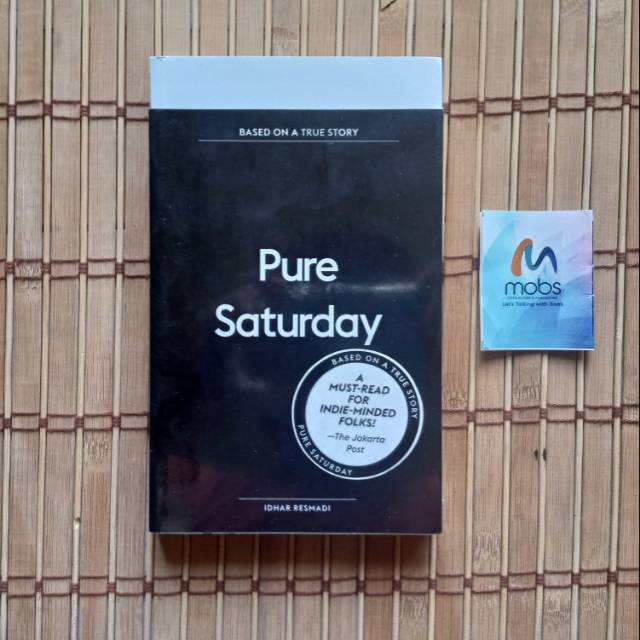 BASED ON A TRUE STORY
Pure
Saturday
BASED ON A TRUE STORY
A
MUST-READ
FOR
INDIE-MINDED
FOLKS!
—The Jakarta
Post
PURE SATURDAY
IDHAR RESMADI
mobs
Let's Talking with Book